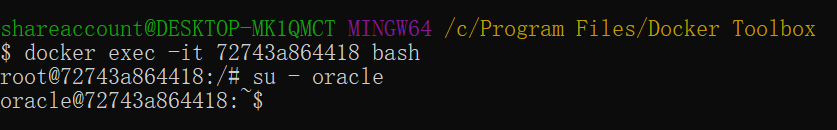 shareaccount@DESKTOP-MK1QMCT MINGW64 /c/Program Files/Docker Toolbox
$ docker exec -it 72743a864418 bash
root@72743a864418:/# su - oracle
oracle@72743a864418:~$